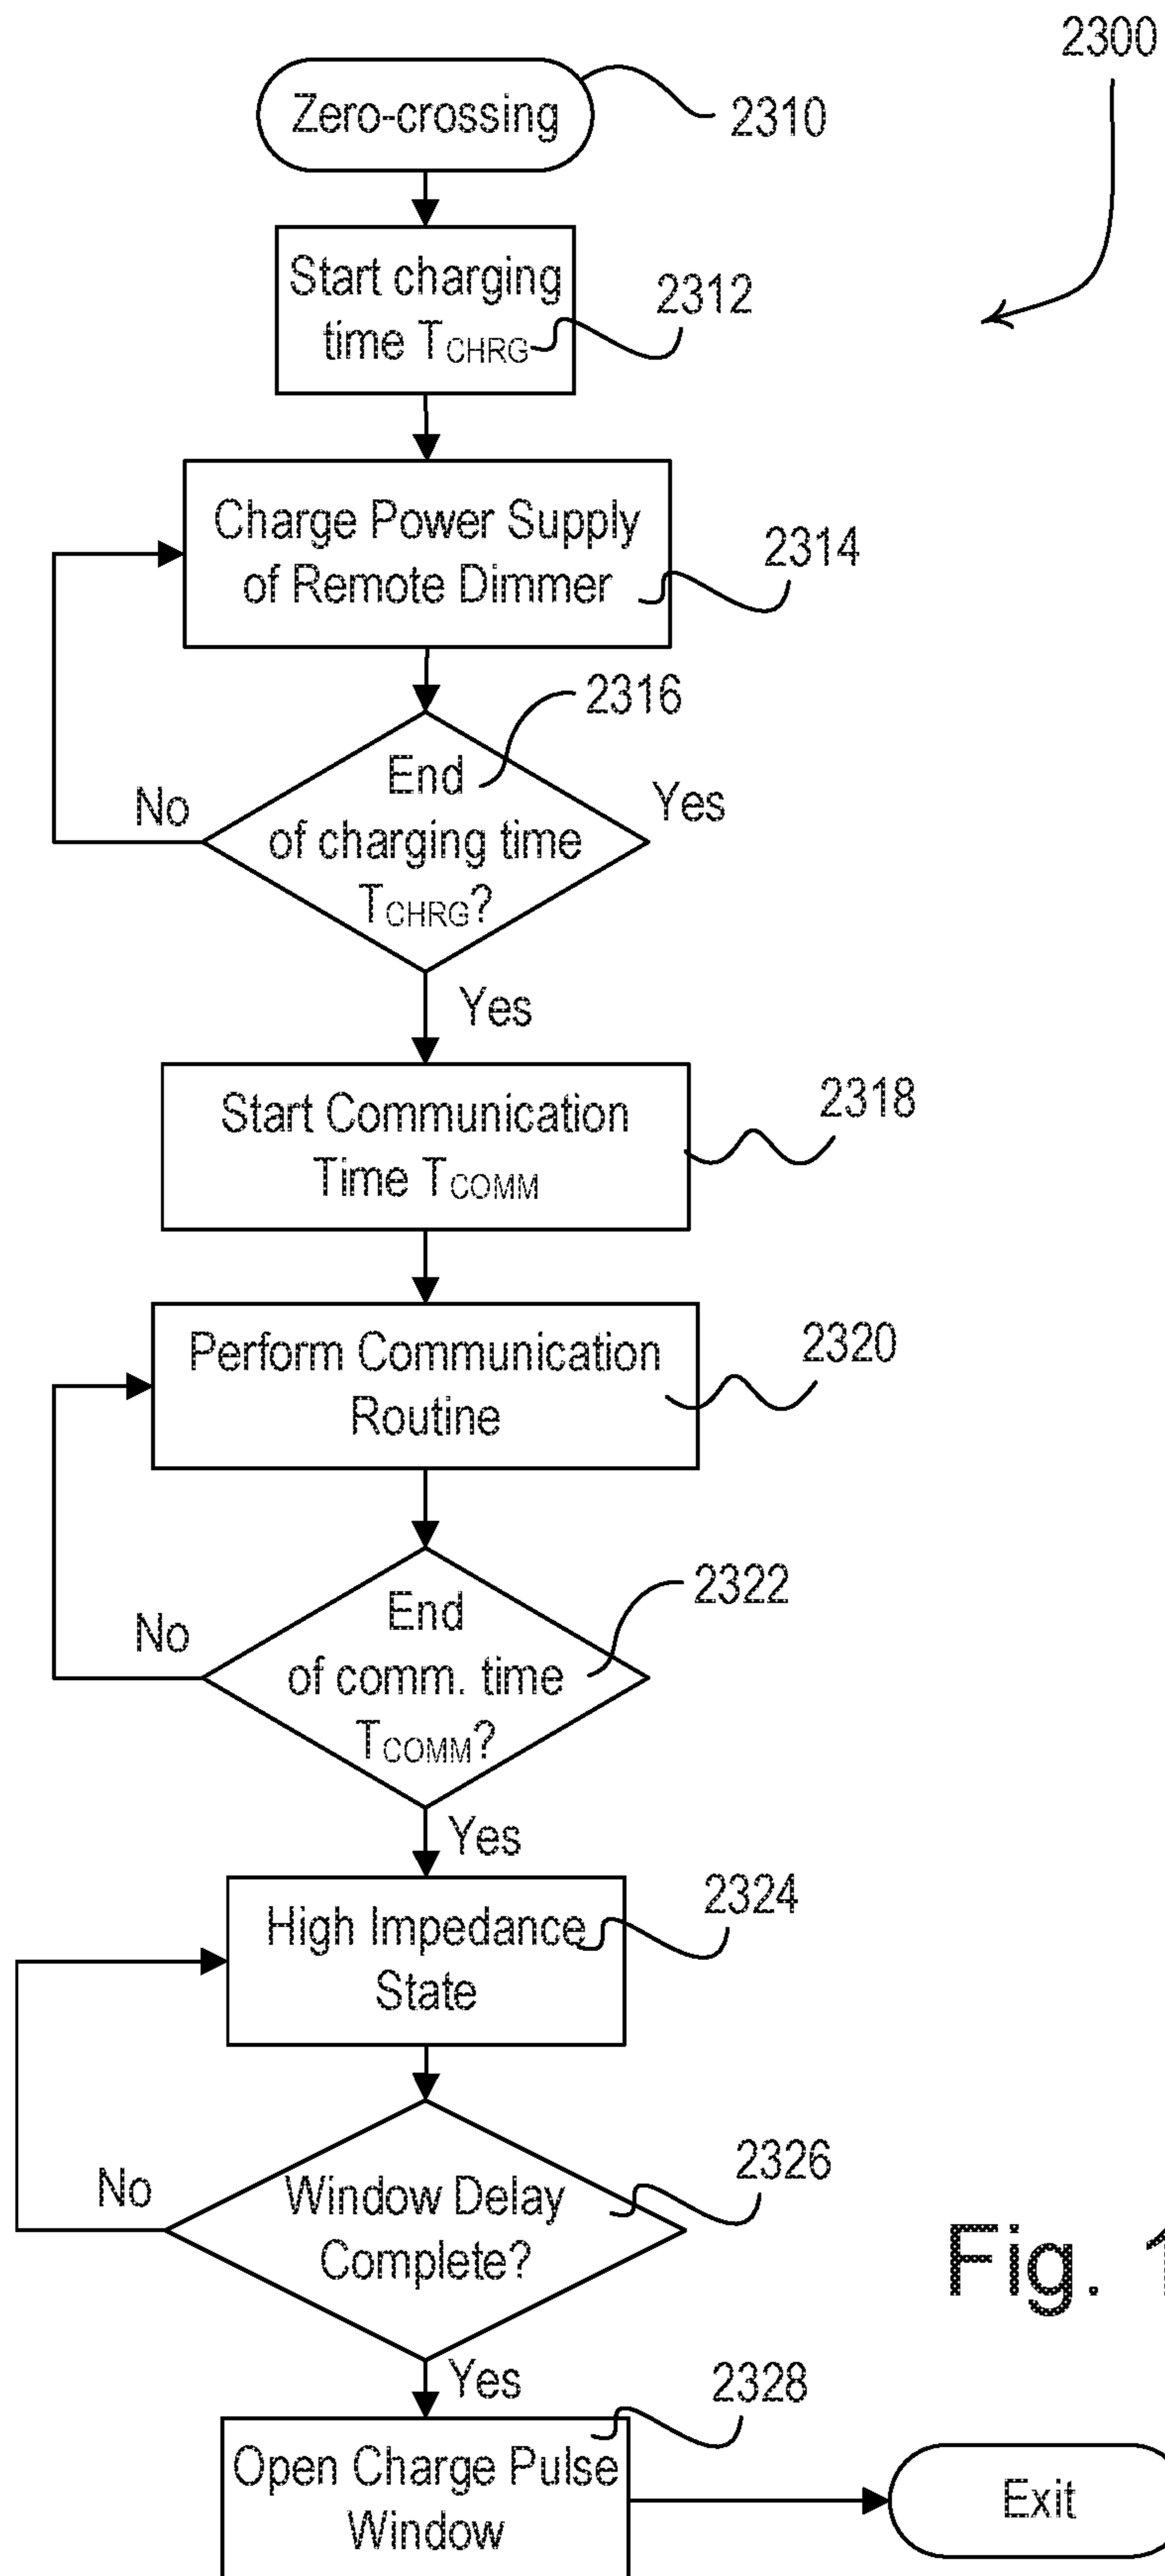 2300
Zero-crossing
2310
Start charging
time TCHRG
2312
Charge Power Supply
of Remote Dimmer
2314
2316
End
of charging time
TCHRG?
No
Yes
Yes
Start Communication
Time TCOMM
2318
Perform Communication
Routine
2320
End
of comm. time
TCOMM?
2322
No
Yes
High Impedance
State
2324
Window Delay
Complete?
2326
No
Fig. 1
Yes
2328
Open Charge Pulse
Window
Exit